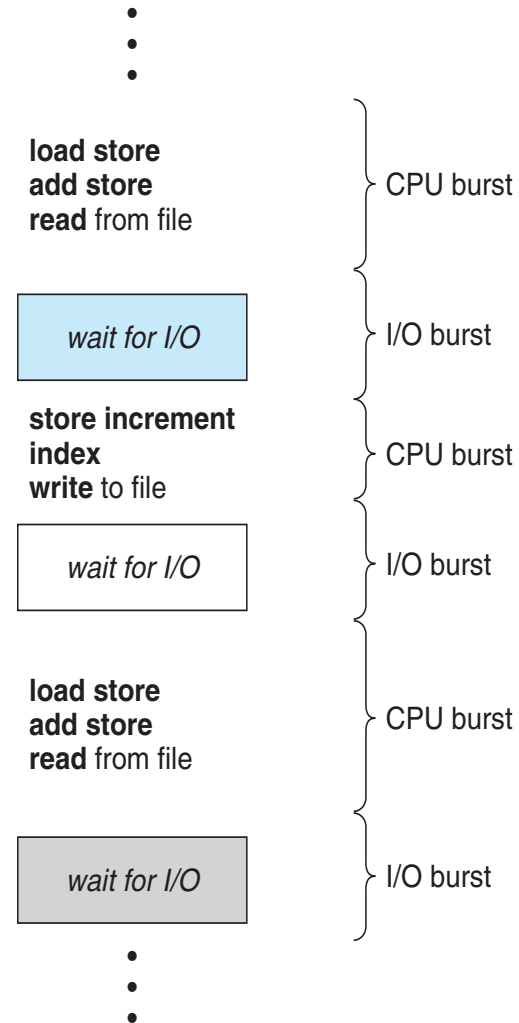 load store
add store
read from file
CPU burst
wait for I/O
I/O burst
store increment
index
write to file
CPU burst
wait for I/O
I/O burst
load store
add store
read from file
CPU burst
wait for I/O
I/O burst